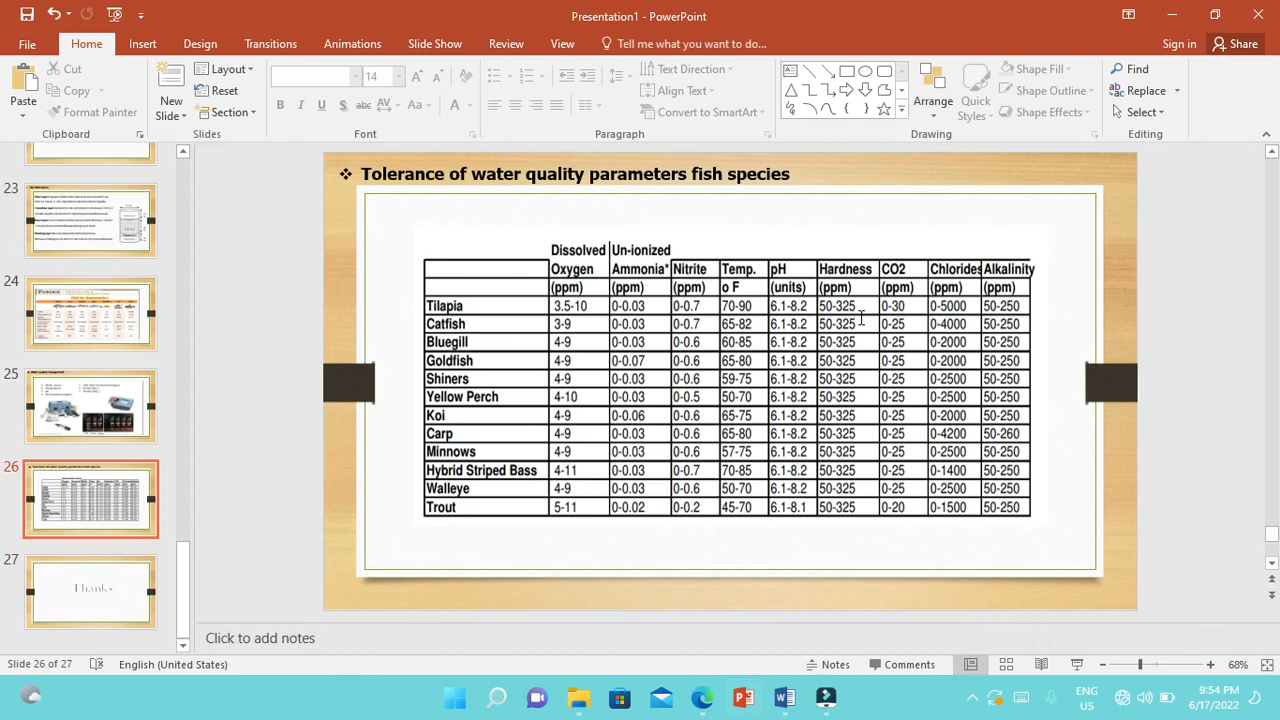 Presentation1 - PowerPoint
File Home Insert Design Transitions Animations Slide Show Review View Tell me what you want to do... Sign in Share
Paste
Cut
Copy
Format Painter
Clipboard
New Slide
Layout
Reset
Section
Slides
14
B I U S abc AV Aa A
Font
Text Direction
Align Text
Convert to SmartArt
Paragraph
Arrange
Quick Styles
Shape Fill
Shape Outline
Shape Effects
Drawing
Find
Replace
Select
Editing
23
24
25
26
27
Thanks
Tolerance of water quality parameters fish species
Dissolved Un-ionized
Oxygen Ammonia* Nitrite Temp. pH Hardness CO2 Chlorides Alkalinity
(ppm) (ppm) (ppm) o F (units) (ppm) (ppm) (ppm) (ppm)
Tilapia 3.5-10 0-0.03 0-0.7 70-90 6.1-8.2 50-325 0-30 0-5000 50-250
Catfish 3-9 0-0.03 0-0.7 65-82 6.1-8.2 50-325 0-25 0-4000 50-250
Bluegill 4-9 0-0.03 0-0.6 60-85 6.1-8.2 50-325 0-25 0-2000 50-250
Goldfish 4-9 0-0.07 0-0.6 65-80 6.1-8.2 50-325 0-25 0-2000 50-250
Shiners 4-9 0-0.03 0-0.6 59-75 6.1-8.2 50-325 0-25 0-2500 50-250
Yellow Perch 4-10 0-0.03 0-0.5 50-70 6.1-8.2 50-325 0-25 0-2500 50-250
Koi 4-9 0-0.06 0-0.6 65-75 6.1-8.2 50-325 0-25 0-2000 50-250
Carp 4-9 0-0.03 0-0.6 65-80 6.1-8.2 50-325 0-25 0-4200 50-260
Minnows 4-9 0-0.03 0-0.6 57-75 6.1-8.2 50-325 0-25 0-2500 50-250
Hybrid Striped Bass 4-11 0-0.03 0-0.7 70-85 6.1-8.2 50-325 0-25 0-1400 50-250
Walleye 4-9 0-0.03 0-0.6 50-70 6.1-8.2 50-325 0-25 0-2500 50-250
Trout 5-11 0-0.02 0-0.2 45-70 6.1-8.1 50-325 0-20 0-1500 50-250
Click to add notes
Slide 26 of 27 English (United States) Notes Comments 68%
ENG
US
9:54 PM
6/17/2022